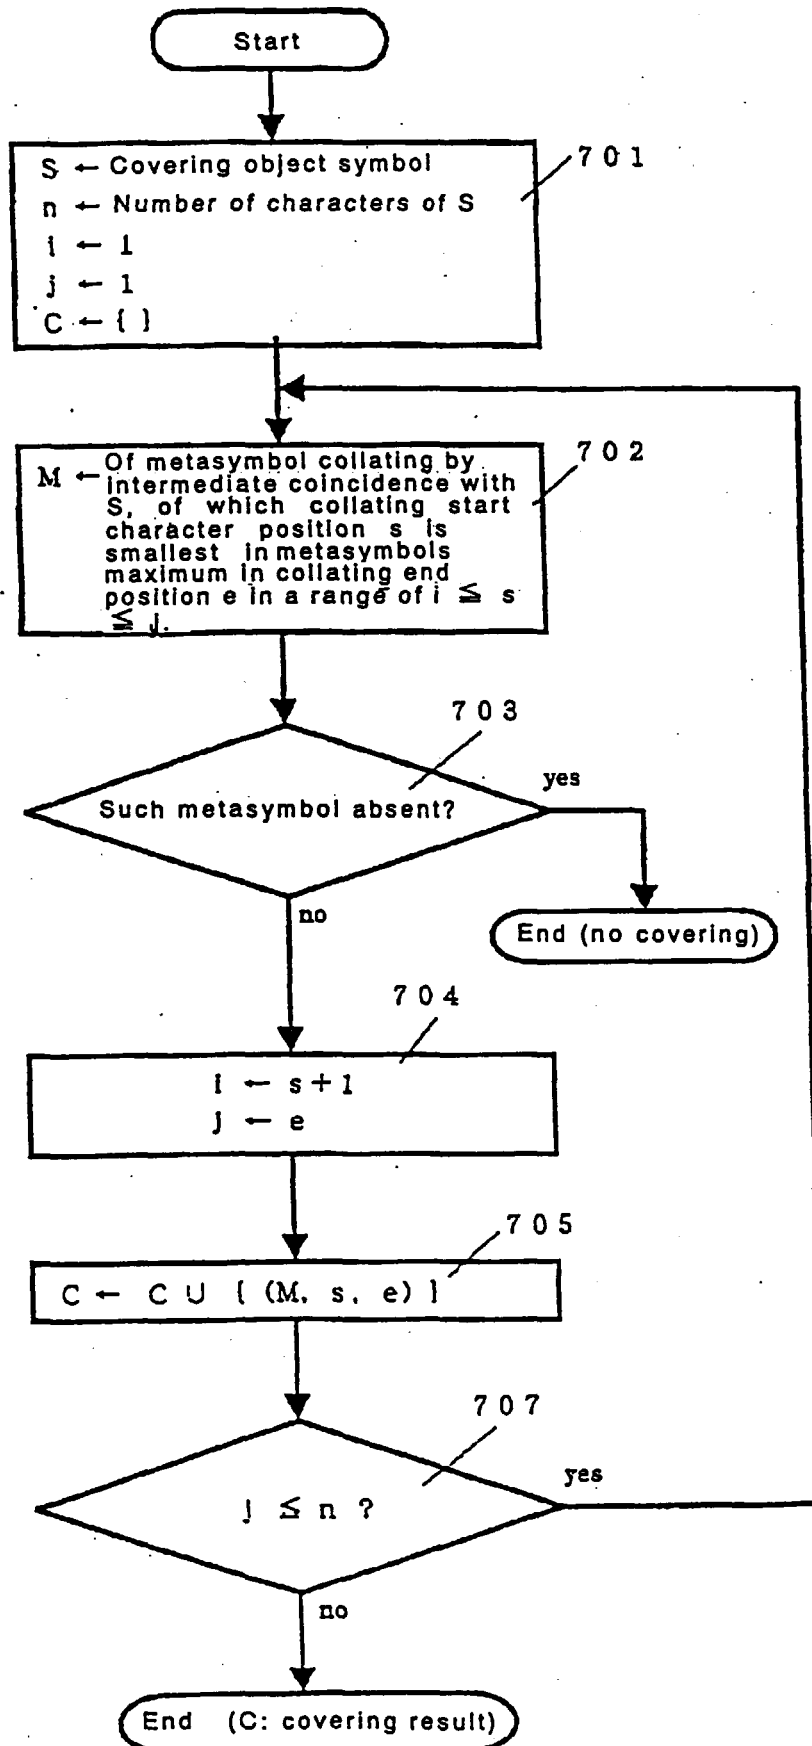 Start
701
S ← Covering object symbol
n ← Number of characters of S
i ← 1
j ← 1
C ← { }
702
M ← Of metasymbol collating by
intermediate coincidence with
S, of which collating start
character position s is
smallest in metasymbols
maximum in collating end
position e in a range of i ≦ s
≦ j.
703
Such metasymbol absent?
yes
no
End (no covering)
704
i ← s+1
j ← e
705
C ← C ∪ { (M, s, e) }
707
j ≦ n ?
yes
no
End (C: covering result)